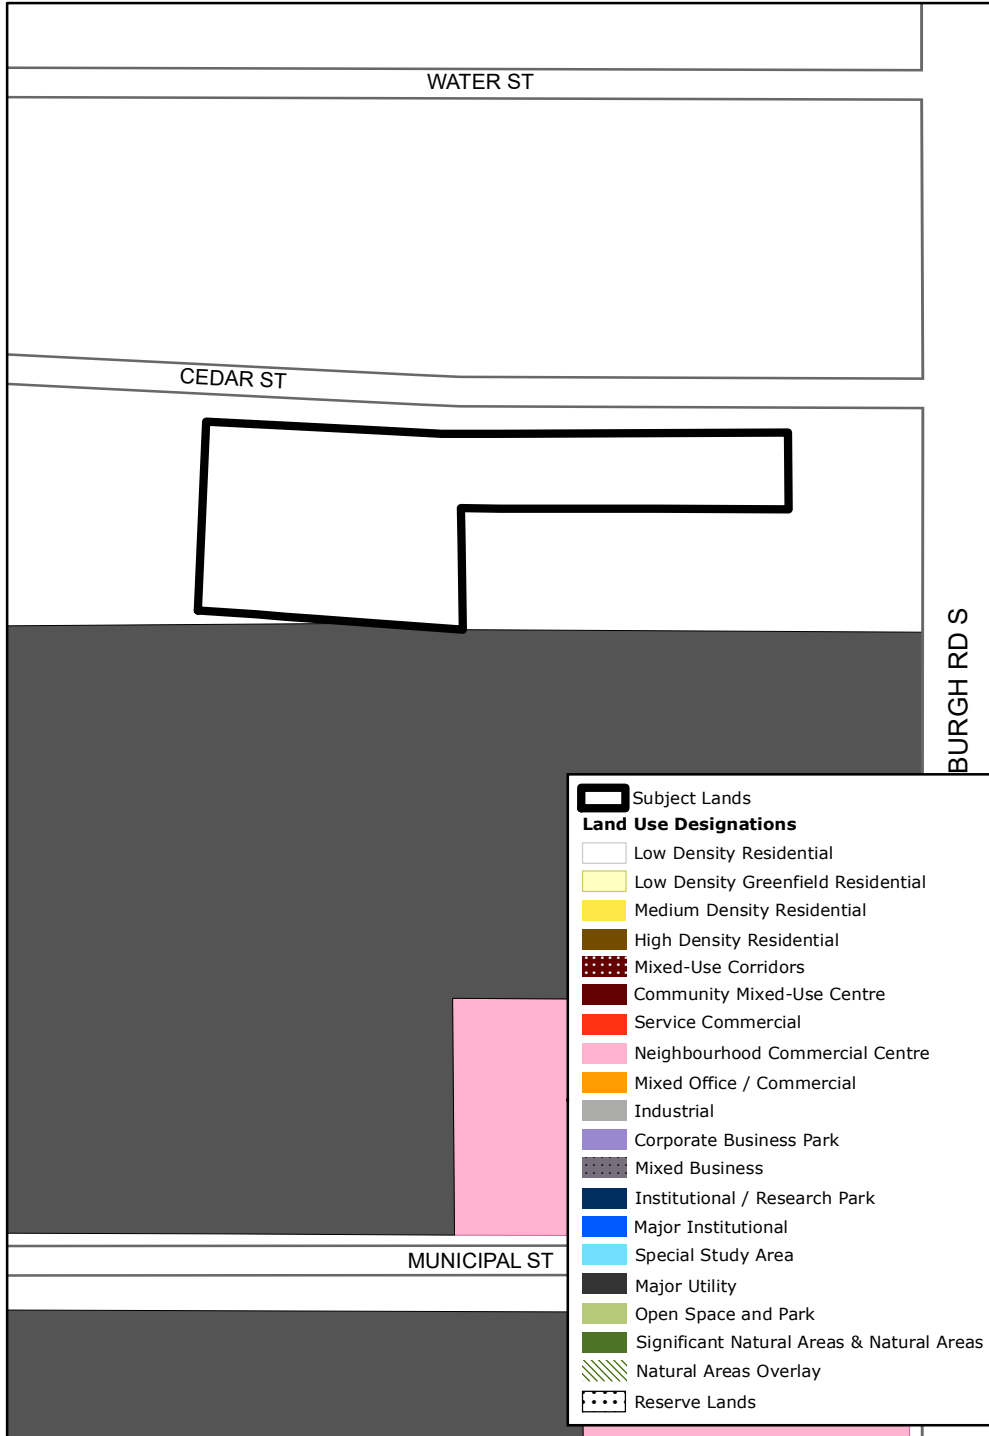 WATER ST
CEDAR ST
BURGH RD S
Subject Lands
Land Use Designations
Low Density Residential
Low Density Greenfield Residential
Medium Density Residential
High Density Residential
Mixed-Use Corridors
Community Mixed-Use Centre
Service Commercial
Neighbourhood Commercial Centre
Mixed Office / Commercial
Industrial
Corporate Business Park
Mixed Business
Institutional / Research Park
Major Institutional
Special Study Area
Major Utility
Open Space and Park
Significant Natural Areas & Natural Areas
Natural Areas Overlay
Reserve Lands
MUNICIPAL ST